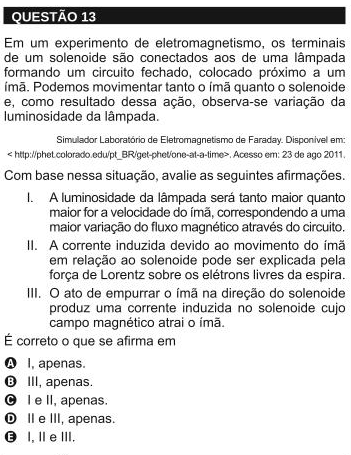 QUESTÃO 13
Em um experimento de eletromagnetismo, os terminais
de um solenoide são conectados aos de uma lâmpada
formando um circuito fechado, colocado próximo a um
ímã. Podemos movimentar tanto o ímã quanto o solenoide
e, como resultado dessa ação, observa-se variação da
luminosidade da lâmpada.
Simulador Laboratório de Eletromagnetismo de Faraday. Disponível em:
< http://phet.colorado.edu/pt_BR/get-phet/one-at-a-time>. Acesso em: 23 de ago 2011.
Com base nessa situação, avalie as seguintes afirmações.
I. A luminosidade da lâmpada será tanto maior quanto
maior for a velocidade do ímã, correspondendo a uma
maior variação do fluxo magnético através do circuito.
II. A corrente induzida devido ao movimento do ímã
em relação ao solenoide pode ser explicada pela
força de Lorentz sobre os elétrons livres da espira.
III. O ato de empurrar o ímã na direção do solenoide
produz uma corrente induzida no solenoide cujo
campo magnético atrai o ímã.
É correto o que se afirma em
A I, apenas.
B III, apenas.
C I e II, apenas.
D II e III, apenas.
E I, II e III.